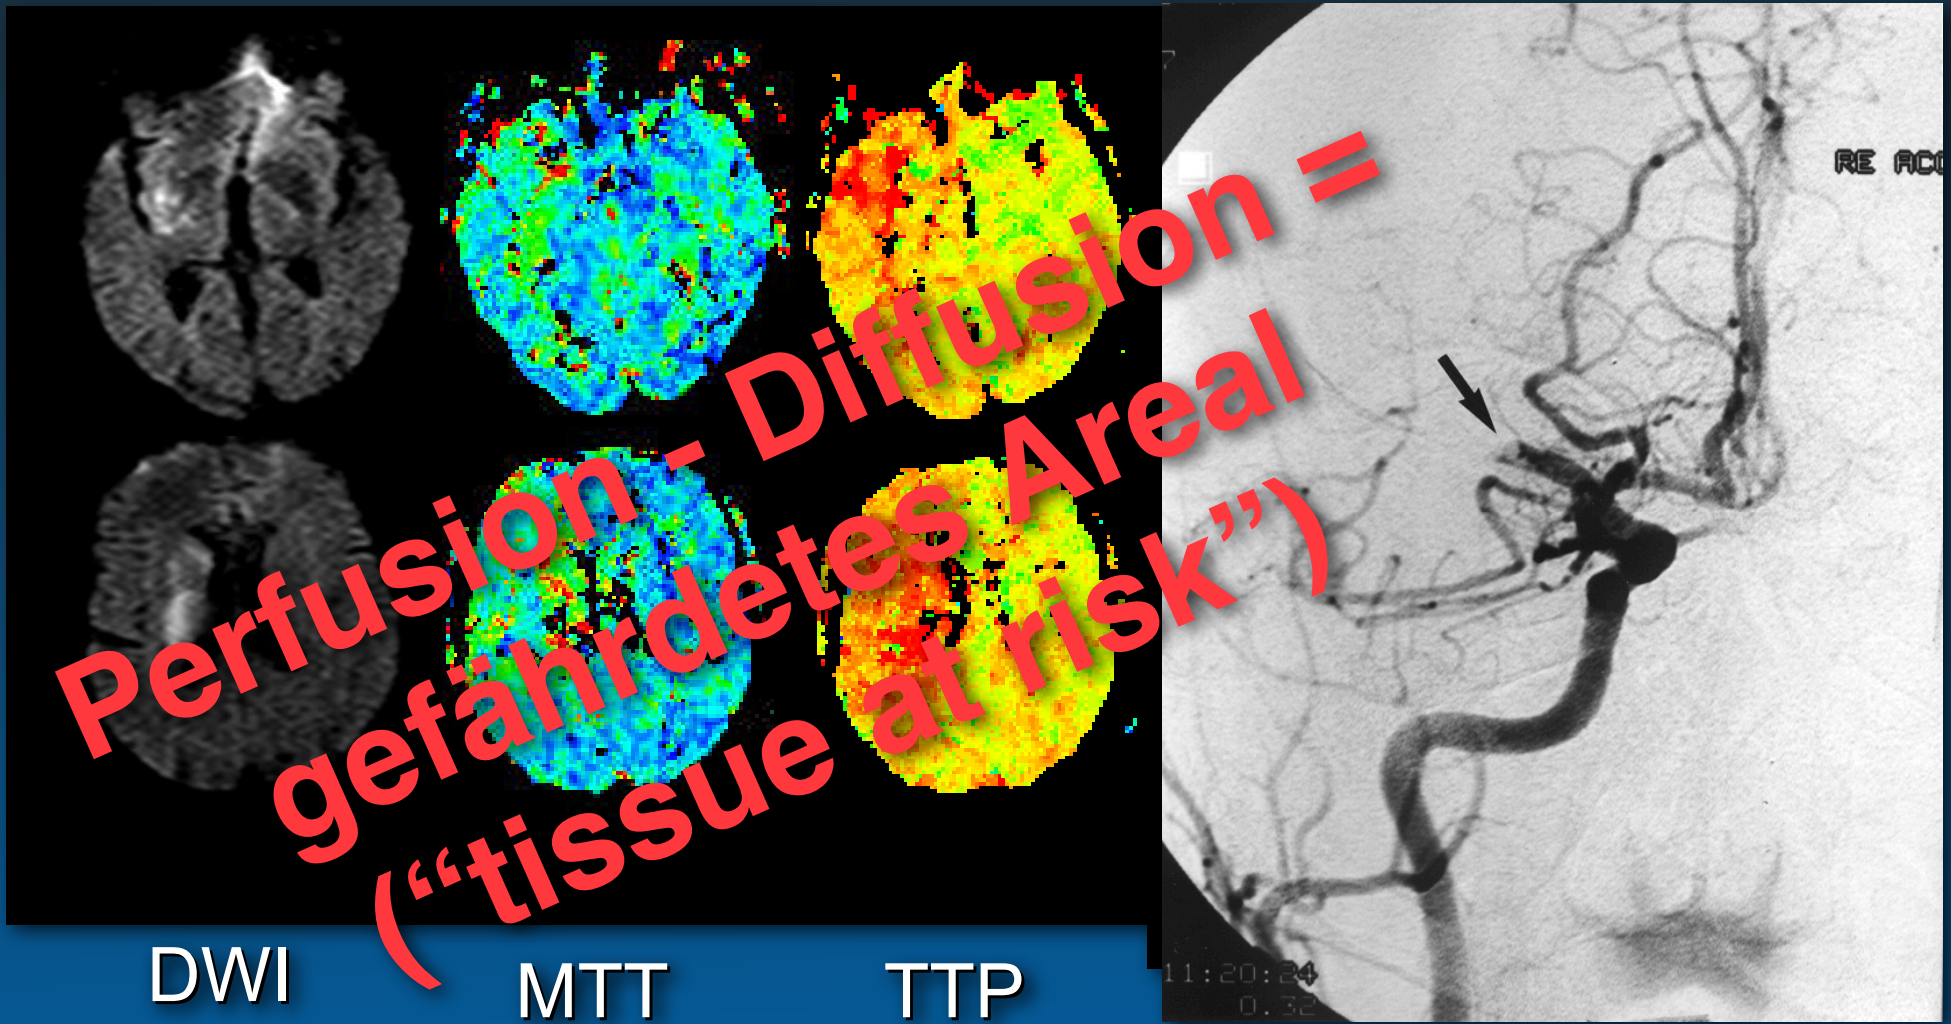 Perfusion - Diffusion =
gefährdetes Areal
(“tissue at risk”)
RE ACC
11:20:24
0.32
DWI
MTT
TTP